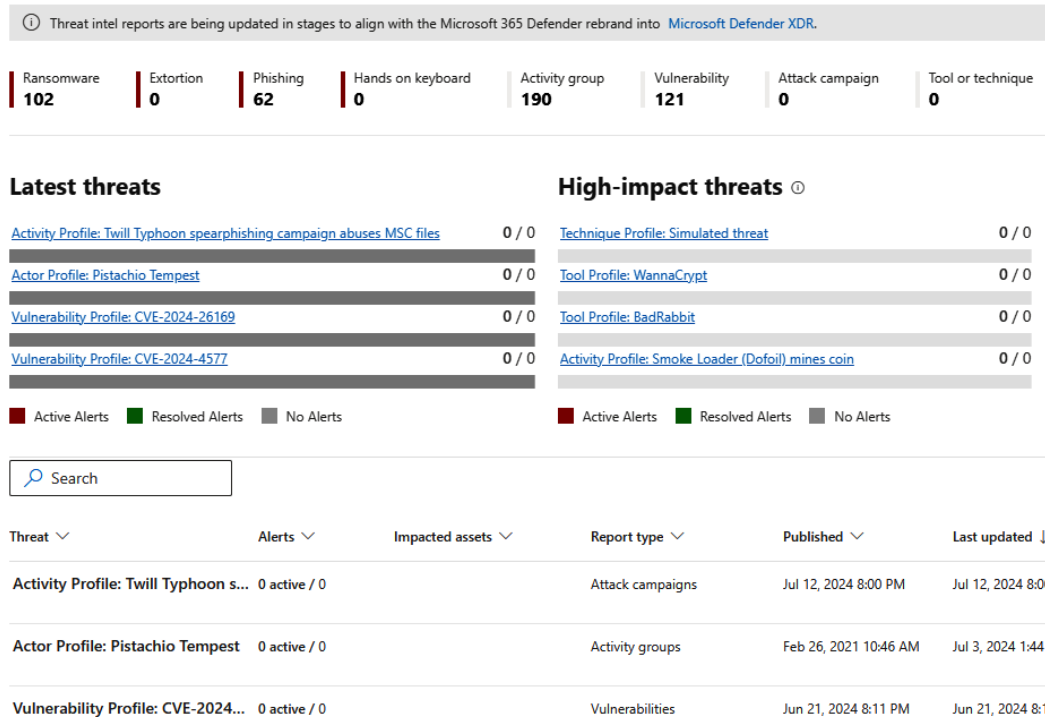 Threat intel reports are being updated in stages to align with the Microsoft 365 Defender rebrand into Microsoft Defender XDR.
Ransomware Extortion Phishing Hands on keyboard Activity group Vulnerability Attack campaign Tool or technique
102 0 62 0 190 121 0 0
Latest threats
Activity Profile: Twill Typhoon spearphishing campaign abuses MSC files 0 / 0
Actor Profile: Pistachio Tempest 0 / 0
Vulnerability Profile: CVE-2024-26169 0 / 0
Vulnerability Profile: CVE-2024-4577 0 / 0
Active Alerts Resolved Alerts No Alerts
High-impact threats
Technique Profile: Simulated threat 0 / 0
Tool Profile: WannaCrypt 0 / 0
Tool Profile: BadRabbit 0 / 0
Activity Profile: Smoke Loader (Dofoil) mines coin 0 / 0
Active Alerts Resolved Alerts No Alerts
Search
Threat Alerts Impacted assets Report type Published Last updated
Activity Profile: Twill Typhoon s... 0 active / 0 Attack campaigns Jul 12, 2024 8:00 PM Jul 12, 2024 8:0
Actor Profile: Pistachio Tempest 0 active / 0 Activity groups Feb 26, 2021 10:46 AM Jul 3, 2024 1:44
Vulnerability Profile: CVE-2024... 0 active / 0 Vulnerabilities Jun 21, 2024 8:11 PM Jun 21, 2024 8:1